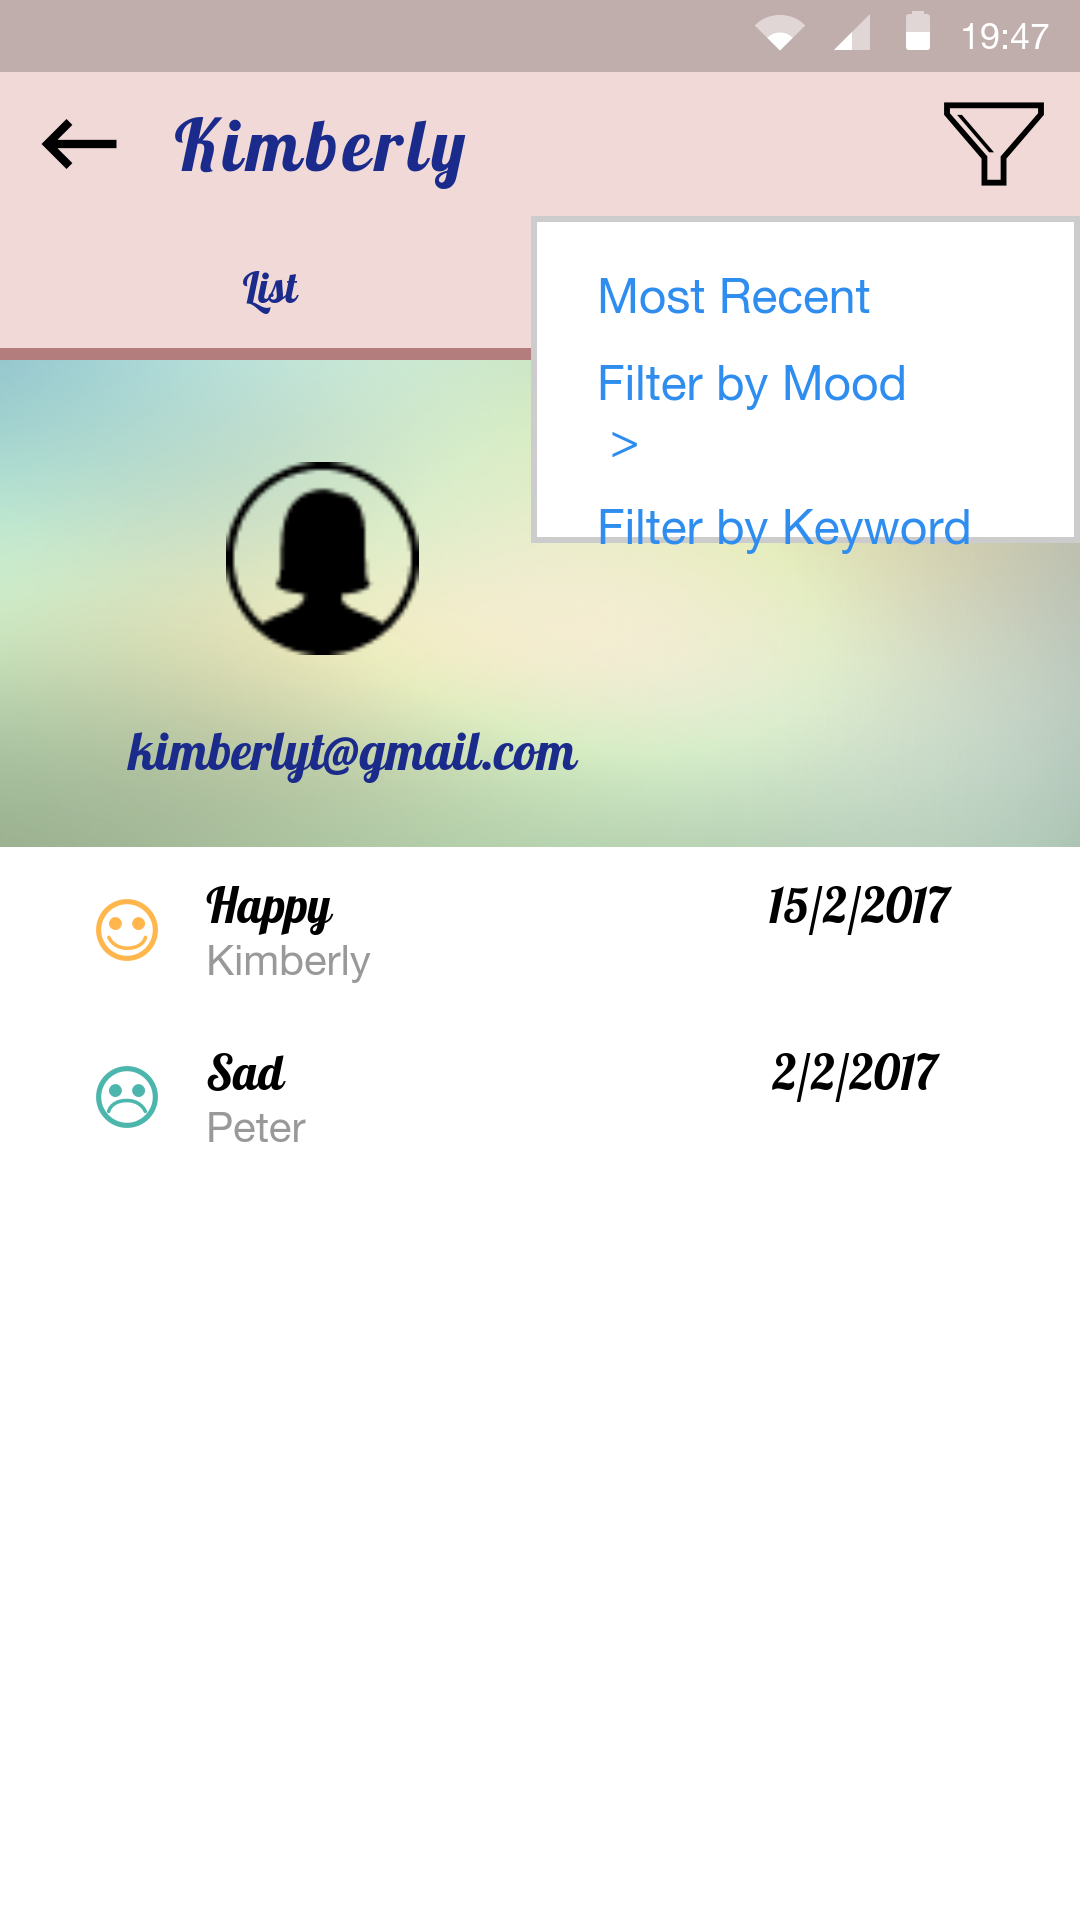 19:47
Kimberly
List
Most Recent
Filter by Mood
>
Filter by Keyword
kimberlyt@gmail.com
Happy
15/2/2017
Kimberly
Sad
2/2/2017
Peter